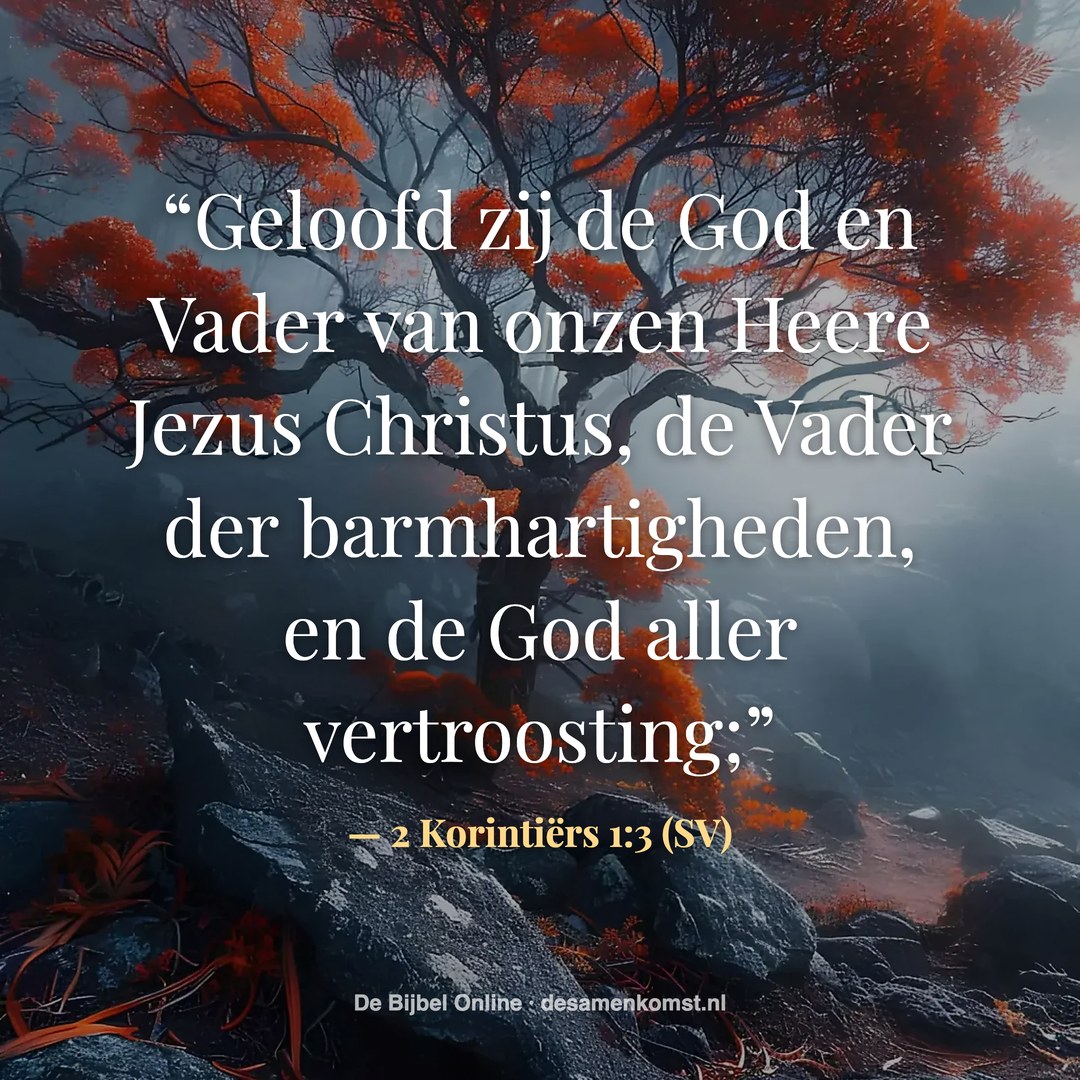 “Geloofd zij de God en
Vader van onzen Heere
Jezus Christus, de Vader
der barmhartigheden,
en de God aller
vertroosting;”
— 2 Korintiërs 1:3 (SV)
De Bijbel Online · desamenkomst.nl